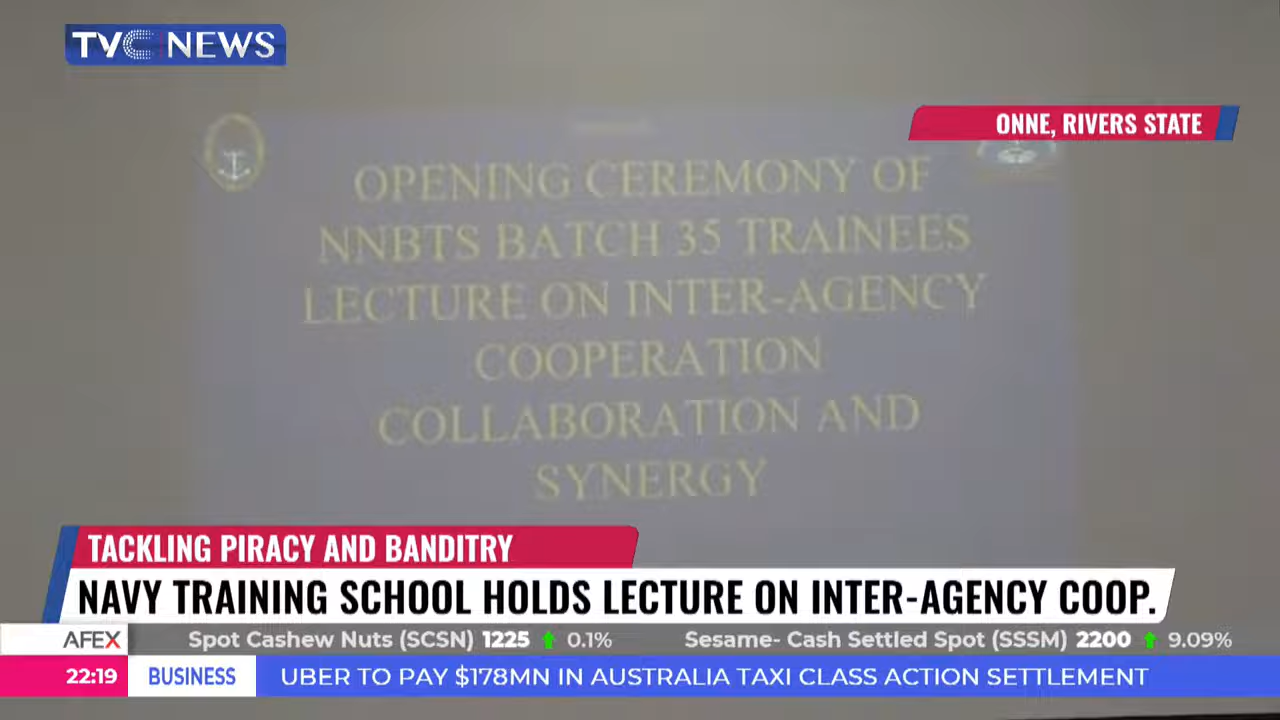 TVC NEWS
ONNE, RIVERS STATE
OPENING CEREMONY OF
NNBTS BATCH 35 TRAINEES
LECTURE ON INTER-AGENCY
COOPERATION
COLLABORATION AND
SYNERGY
TACKLING PIRACY AND BANDITRY
NAVY TRAINING SCHOOL HOLDS LECTURE ON INTER-AGENCY COOP.
AFEX Spot Cashew Nuts (SCSN) 1225 0.1% Sesame- Cash Settled Spot (SSSM) 2200 9.09%
22:19 BUSINESS UBER TO PAY $178MN IN AUSTRALIA TAXI CLASS ACTION SETTLEMENT